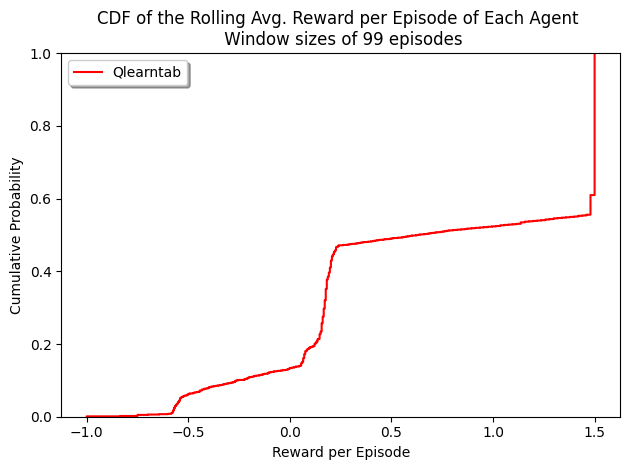 CDF of the Rolling Avg. Reward per Episode of Each Agent
Window sizes of 99 episodes
Qlearntab
1.0
0.8
0.6
0.4
0.2
0.0
Cumulative Probability
−1.0 −0.5 0.0 0.5 1.0 1.5
Reward per Episode